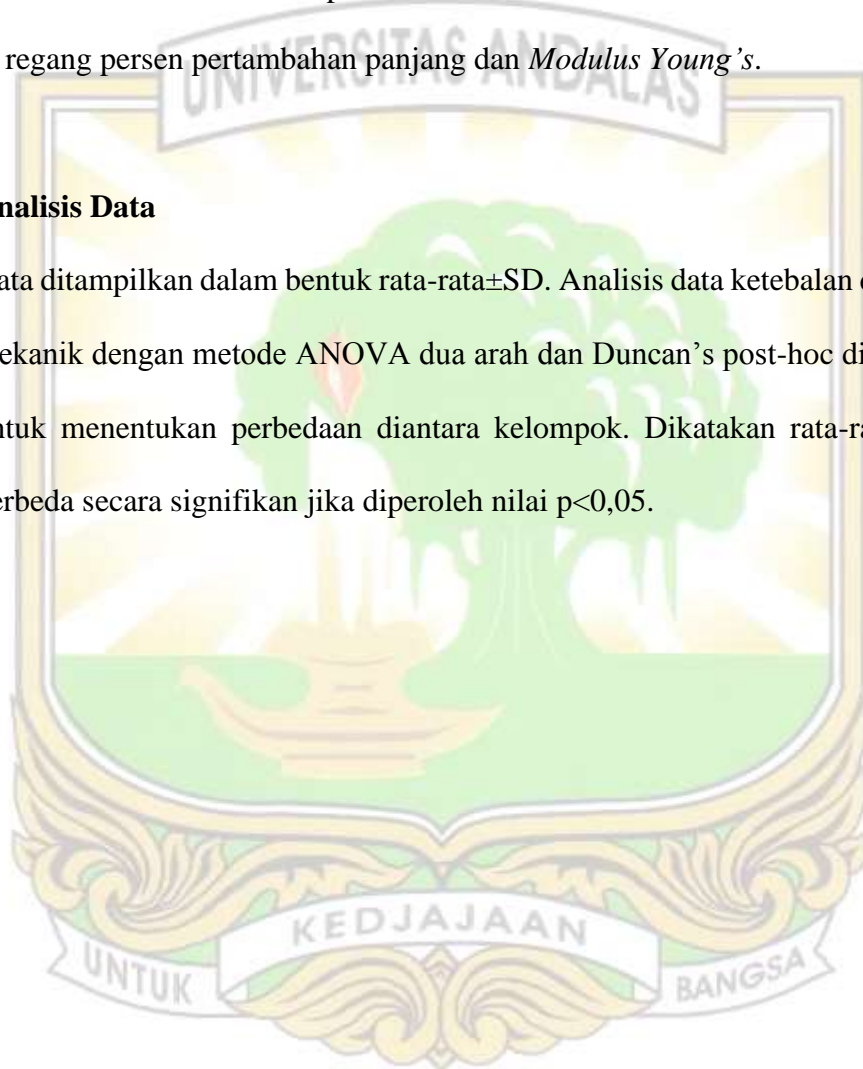 regang persen pertambahan panjang dan Modulus Young’s.
UNIVERSITAS ANDALAS
nalisis Data
ata ditampilkan dalam bentuk rata-rata±SD. Analisis data ketebalan
ekanik dengan metode ANOVA dua arah dan Duncan’s post-hoc di
ntuk menentukan perbedaan diantara kelompok. Dikatakan rata-ra
erbeda secara signifikan jika diperoleh nilai p<0,05.
UNTUK KEDJAJAAN BANGSA